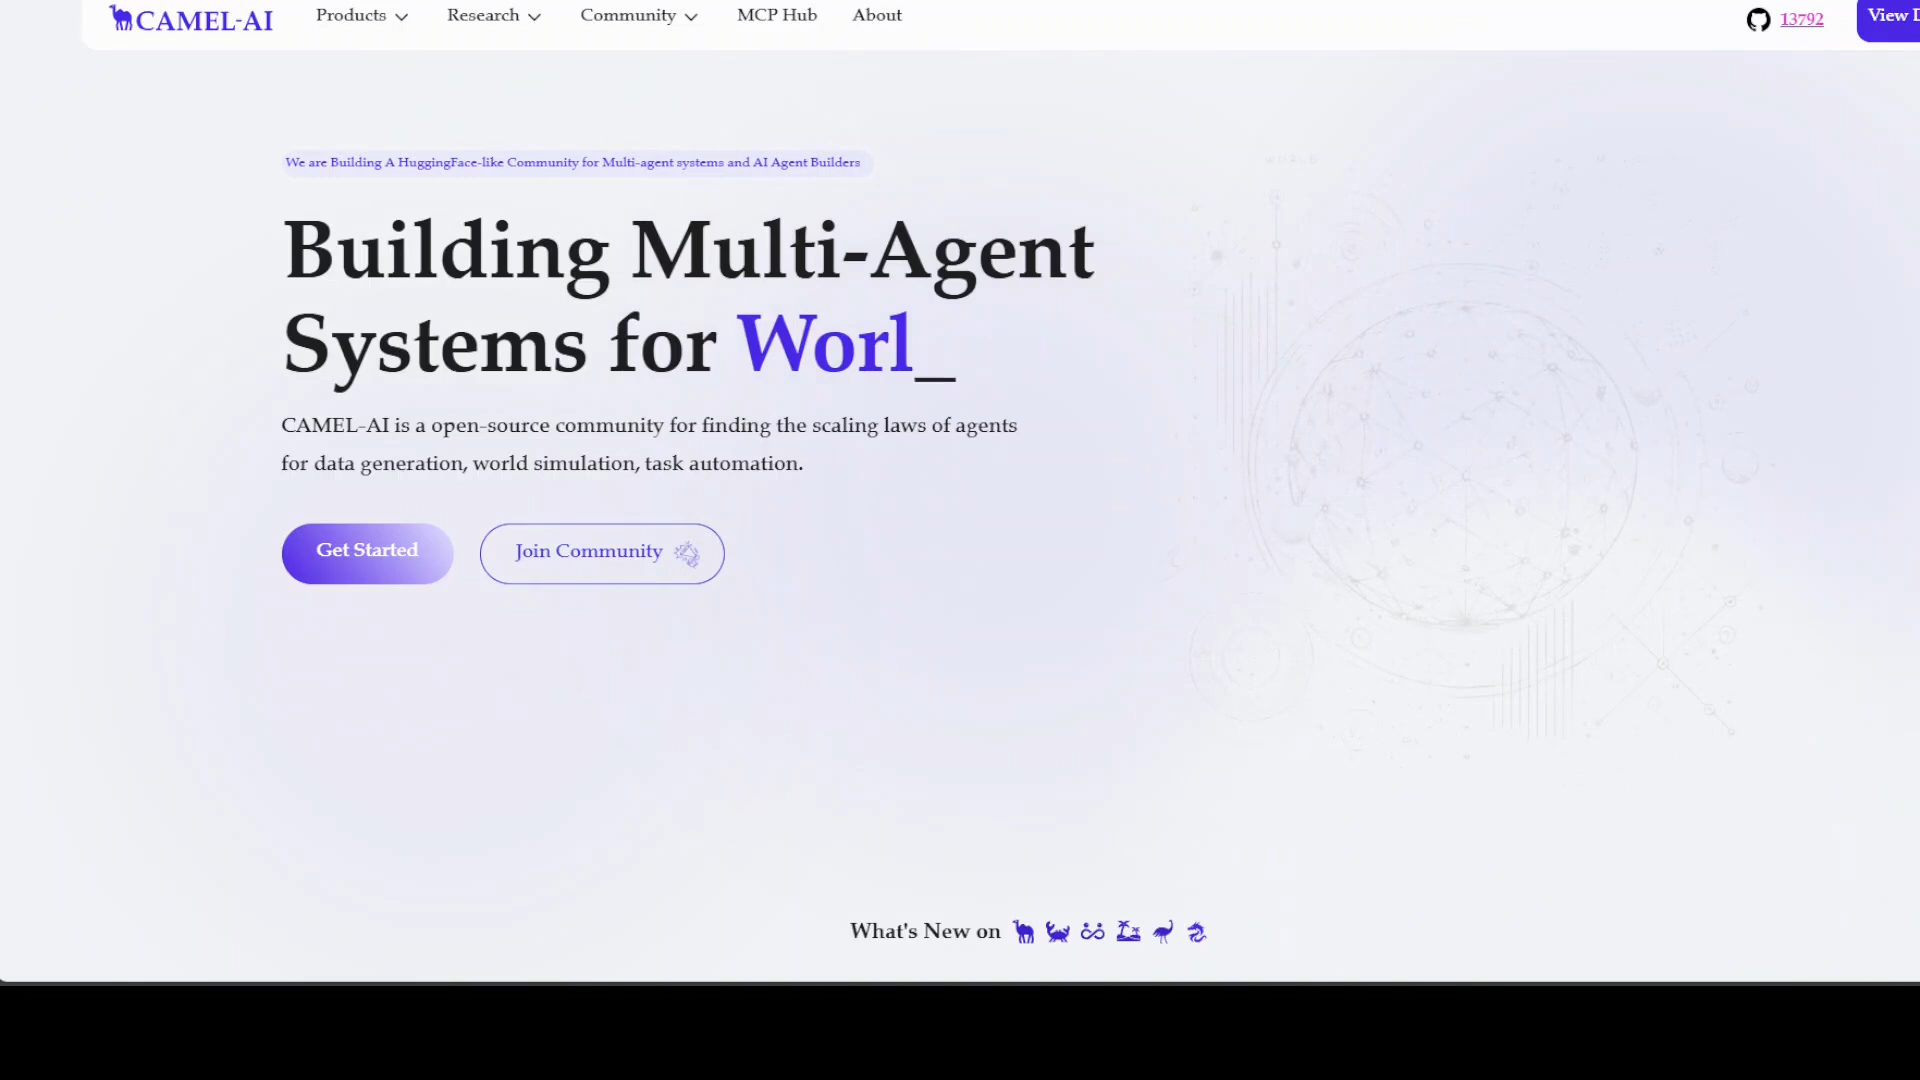 CAMEL-AI Products Research Community MCP Hub About 13792 View
We are Building A HuggingFace-like Community for Multi-agent systems and AI Agent Builders
Building Multi-Agent
Systems for Worl_
CAMEL-AI is a open-source community for finding the scaling laws of agents
for data generation, world simulation, task automation.
Get Started Join Community
What's New on